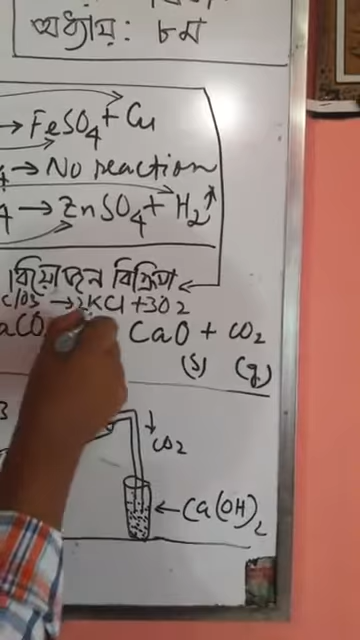 অধ্যায়: ৮ম
→ FeSO4 + Cu
→ No reaction
→ ZnSO4 + H2↑
বিয়োজন বিক্রিয়া
→ 2KCl + 3O2
CaO + CO2
(s) (g)
↓ CO2
← Ca(OH)2